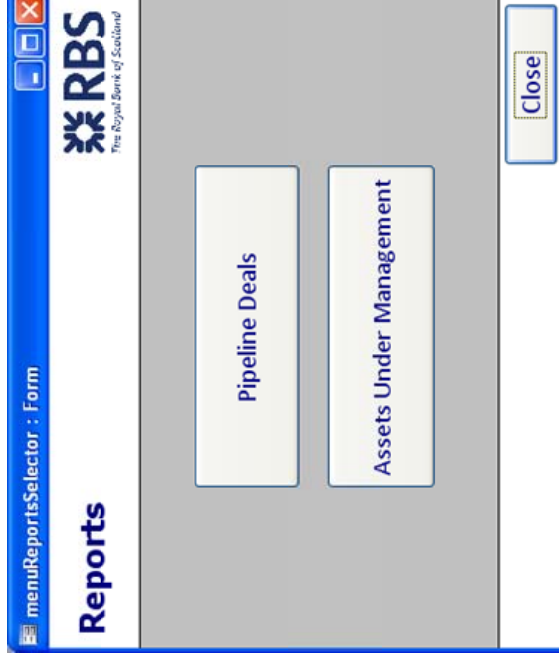 menuReportsSelector : Form
Reports
RBS
The Royal Bank of Scotland
Pipeline Deals
Assets Under Management
Close